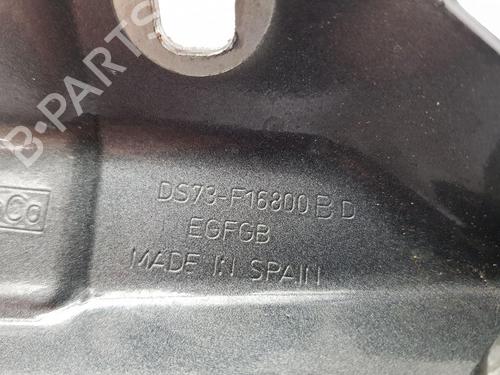 B-PARTS
DS73-F16800 B D
EGFGB
MADE IN SPAIN